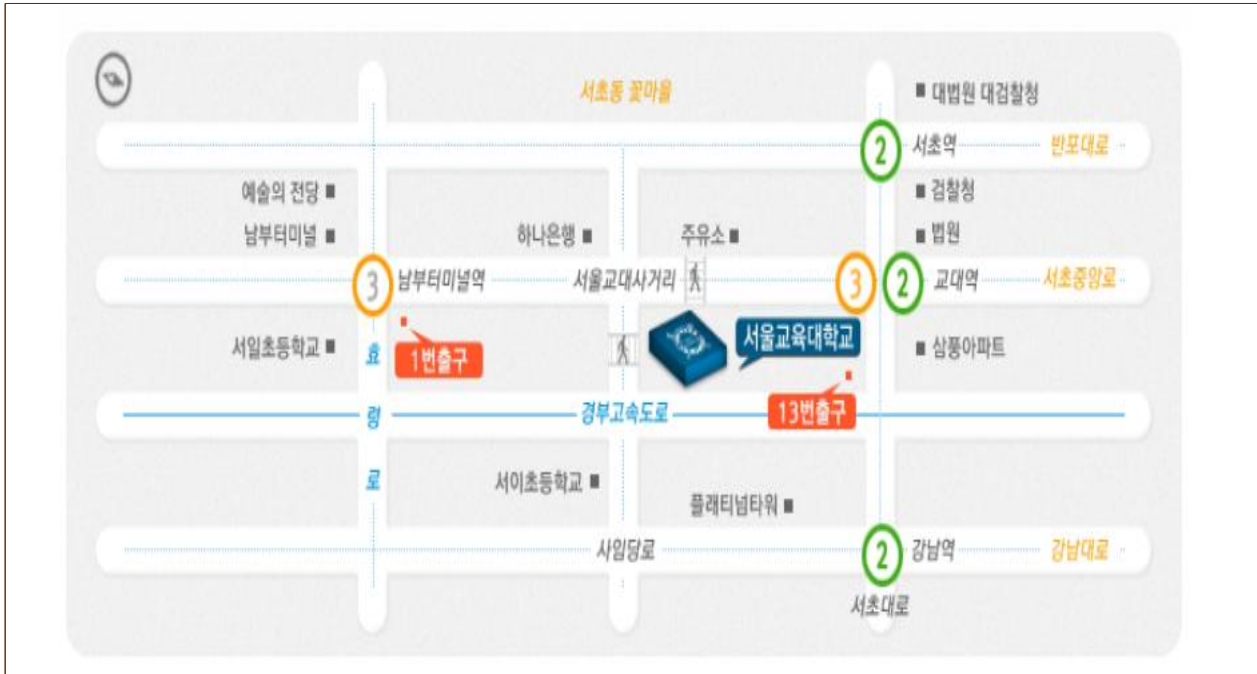 서초동 꽃마을
대법원 대검찰청
2 서초역 반포대로
예술의 전당
검찰청
남부터미널
하나은행
주유소
법원
3 남부터미널역
서울교대사거리
3 2 교대역 서초중앙로
서일초등학교
1번출구
서울교육대학교
삼풍아파트
13번출구
효
령
로
경부고속도로
서이초등학교
플래티넘타워
사임당로
2 강남역 강남대로
서초대로